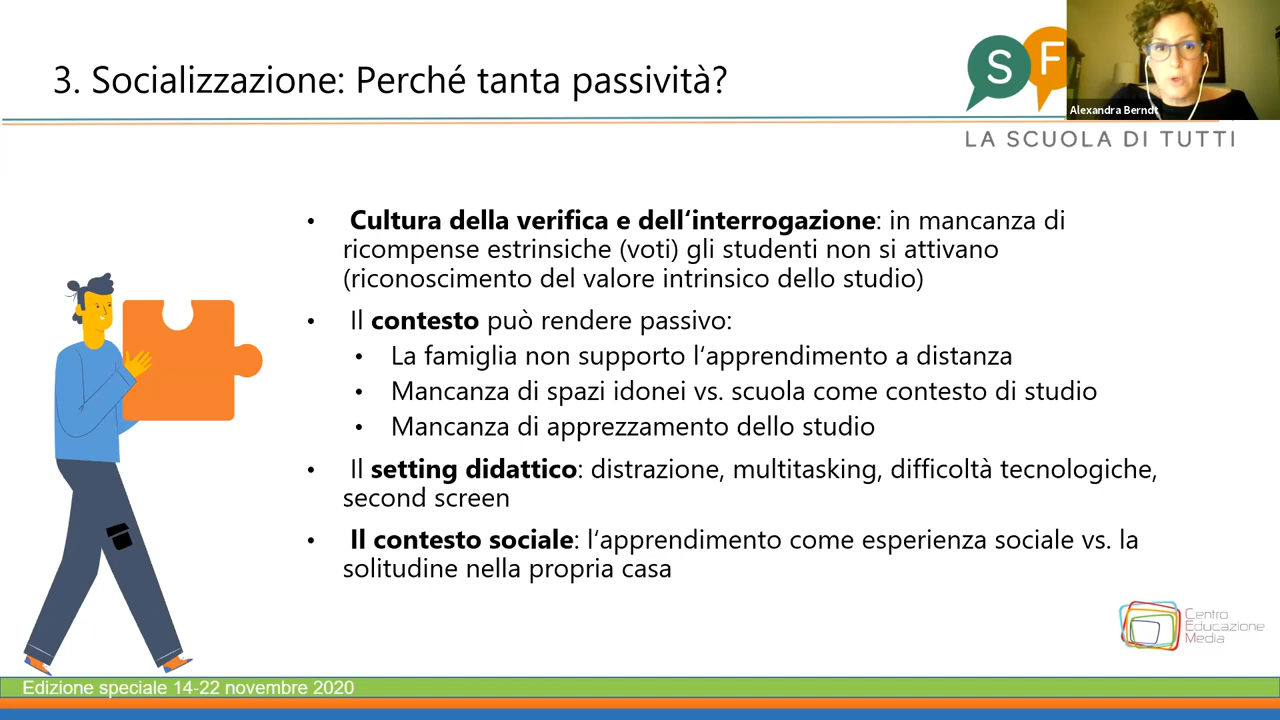 3. Socializzazione: Perché tanta passività?
S F
Alexandra Berndt
LA SCUOLA DI TUTTI
• Cultura della verifica e dell‘interrogazione: in mancanza di
ricompense estrinsiche (voti) gli studenti non si attivano
(riconoscimento del valore intrinsico dello studio)
• Il contesto può rendere passivo:
• La famiglia non supporto l‘apprendimento a distanza
• Mancanza di spazi idonei vs. scuola come contesto di studio
• Mancanza di apprezzamento dello studio
• Il setting didattico: distrazione, multitasking, difficoltà tecnologiche,
second screen
• Il contesto sociale: l‘apprendimento come esperienza sociale vs. la
solitudine nella propria casa
Centro
Educazione
Media
Edizione speciale 14-22 novembre 2020